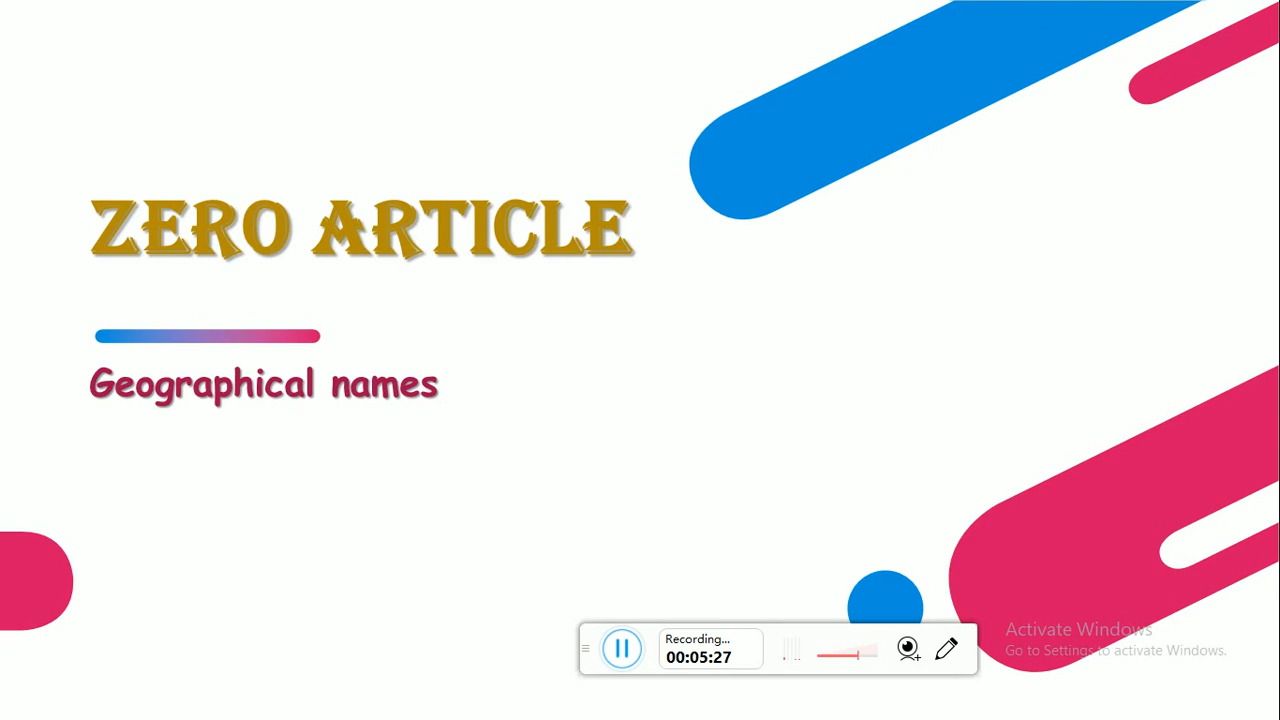 ZERO ARTICLE
Geographical names
Recording...
00:05:27
Activate Windows
Go to Settings to activate Windows.